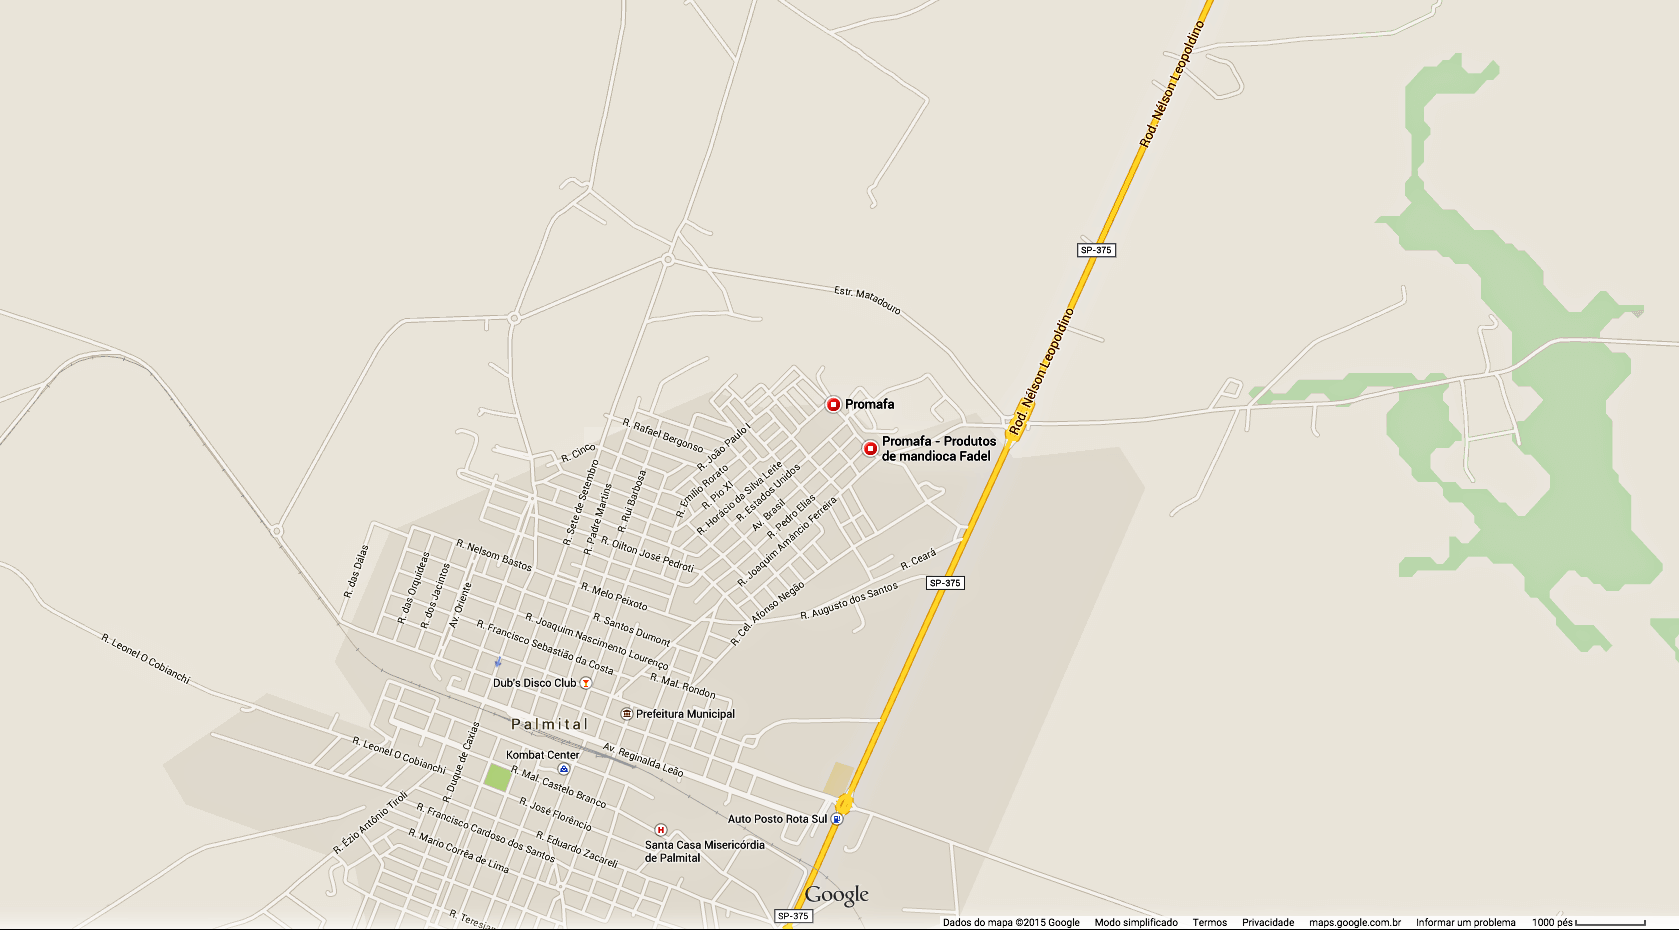 Rod. Nélson Leopoldino
SP-375
Estr. Matadouro
Rod. Nélson Leopoldino
Promafa
Promafa - Produtos
de mandioca Fadel
R. Rafael Bergonso
R. João Paulo I
R. Cinco
R. Emílio Rorato
R. Pio XI
R. Horácio da Silva Leite
R. Estados Unidos
Av. Brasil
R. Pedro Elias
R. Joaquim Amâncio Ferreira
R. Sete de Setembro
R. Padre Martins
R. Rui Barbosa
R. Oilton José Pedroti
R. Nelsom Bastos
R. das Dálas
R. das Orquídeas
R. dos Jacintos
Av. Oriente
R. Melo Peixoto
R. Ceará
SP-375
R. Augusto dos Santos
R. Cel. Afonso Negão
R. Santos Dumont
R. Joaquim Nascimento Lourenço
R. Francisco Sebastião da Costa
R. Leonel O Cobianchi
R. Mal. Rondon
Dub's Disco Club
Prefeitura Municipal
Palmital
R. Duque de Caxias
Av. Reginalda Leão
Kombat Center
R. Leonel O Cobianchi
R. Mal. Castelo Branco
R. José Florêncio
R. Ézio Antônio Tiroli
R. Francisco Cardoso dos Santos
R. Mario Corrêa de Lima
R. Eduardo Zacareli
Auto Posto Rota Sul
H
Santa Casa Misericórdia
de Palmital
Google
SP-375
Dados do mapa ©2015 Google Modo simplificado Termos Privacidade maps.google.com.br Informar um problema 1000 pés